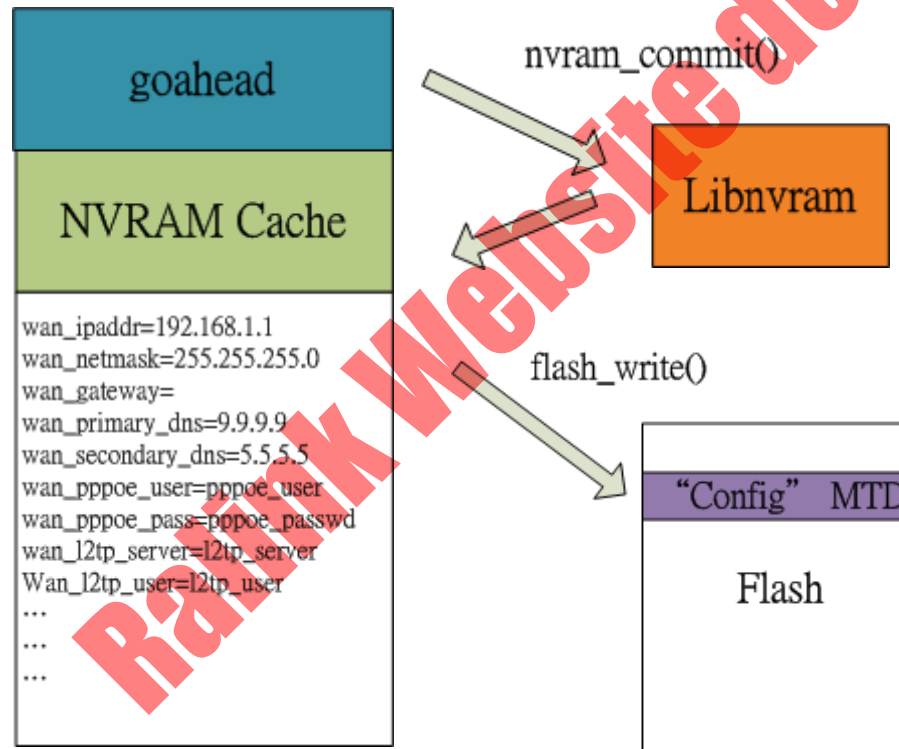 goahead
nvram_commit()
NVRAM Cache
Libnvram
wan_ipaddr=192.168.1.1
wan_netmask=255.255.255.0
wan_gateway=
wan_primary_dns=9.9.9.9
wan_secondary_dns=5.5.5.5
wan_pppoe_user=pppoe_user
wan_pppoe_pass=pppoe_passwd
wan_l2tp_server=l2tp_server
Wan_l2tp_user=l2tp_user
...
...
...
flash_write()
“Config” MTD
Flash
Ralink Website